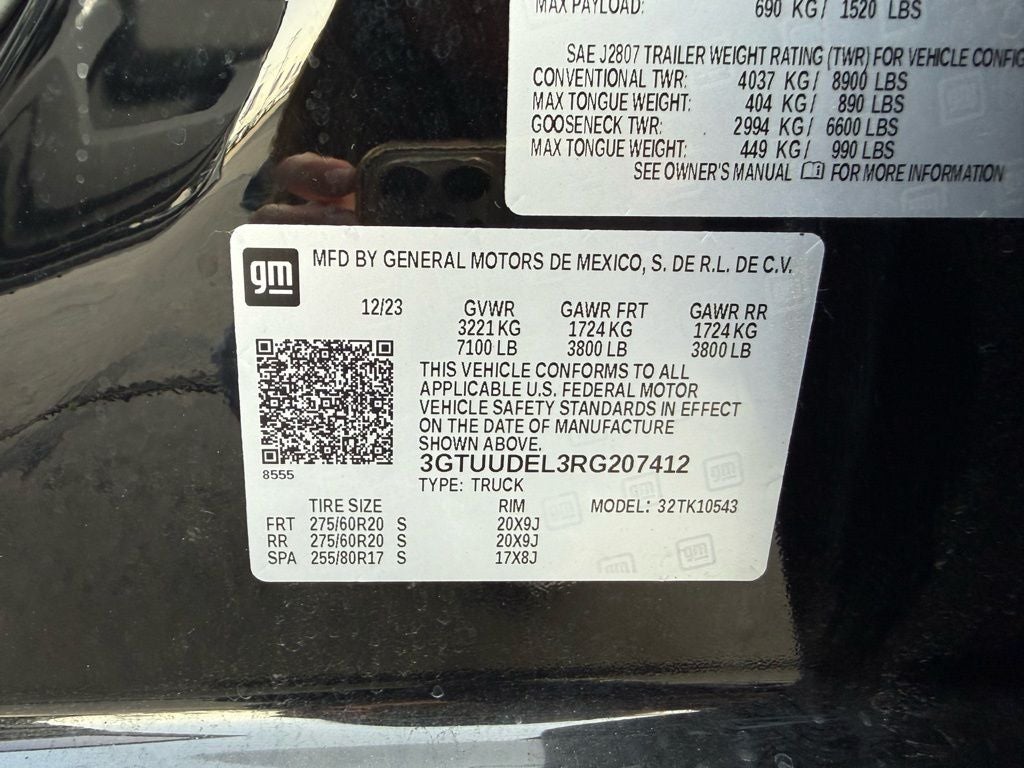 MAX PAYLOAD: 690 KG/ 1520 LBS
SAE J2807 TRAILER WEIGHT RATING (TWR) FOR VEHICLE CONFIG
CONVENTIONAL TWR: 4037 KG/ 8900 LBS
MAX TONGUE WEIGHT: 404 KG/ 890 LBS
GOOSENECK TWR: 2994 KG/ 6600 LBS
MAX TONGUE WEIGHT: 449 KG/ 990 LBS
SEE OWNER'S MANUAL FOR MORE INFORMATION
gm MFD BY GENERAL MOTORS DE MEXICO, S. DE R.L. DE C.V.
12/23 GVWR GAWR FRT GAWR RR
3221 KG 1724 KG 1724 KG
7100 LB 3800 LB 3800 LB
THIS VEHICLE CONFORMS TO ALL
APPLICABLE U.S. FEDERAL MOTOR
VEHICLE SAFETY STANDARDS IN EFFECT
ON THE DATE OF MANUFACTURE
SHOWN ABOVE.
3GTUUDEL3RG207412
8555
TYPE: TRUCK
TIRE SIZE RIM MODEL: 32TK10543
FRT 275/60R20 S 20X9J
RR 275/60R20 S 20X9J
SPA 255/80R17 S 17X8J